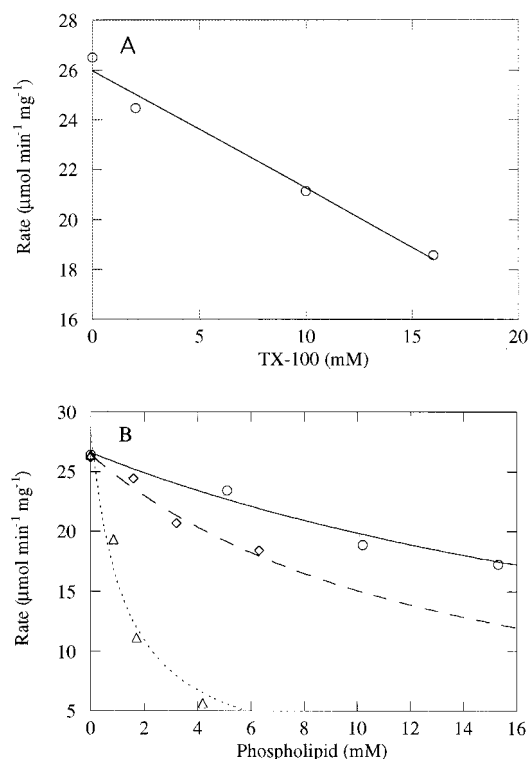 28
A
26
24
22
20
18
16
Rate (μmol min⁻¹ mg⁻¹)
0 5 10 15 20
TX-100 (mM)
30
B
25
20
15
10
5
Rate (μmol min⁻¹ mg⁻¹)
0 2 4 6 8 10 12 14 16
Phospholipid (mM)